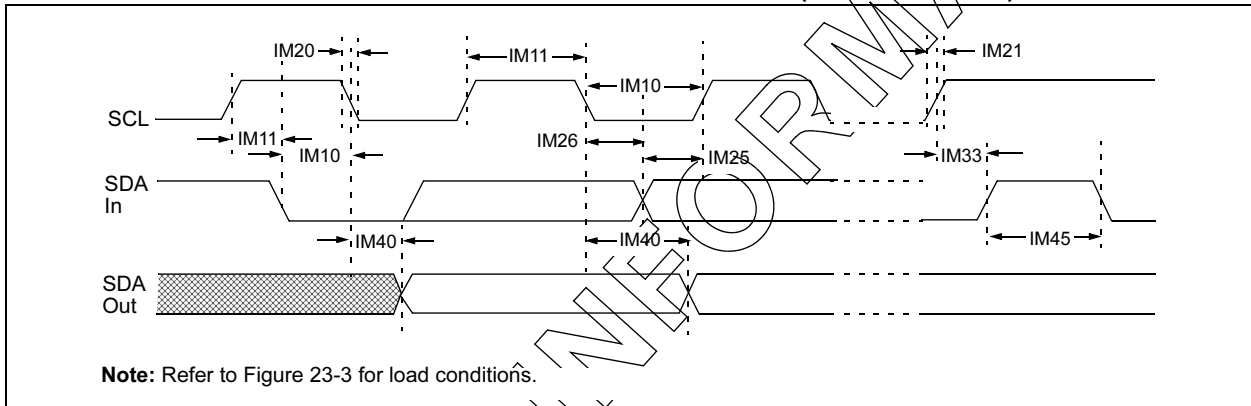 IM20
IM11
IM10
IM21
SCL
IM11
IM10
IM26
IM25
IM33
SDA
In
IM40
IM40
IM45
SDA
Out
Note: Refer to Figure 23-3 for load conditions.